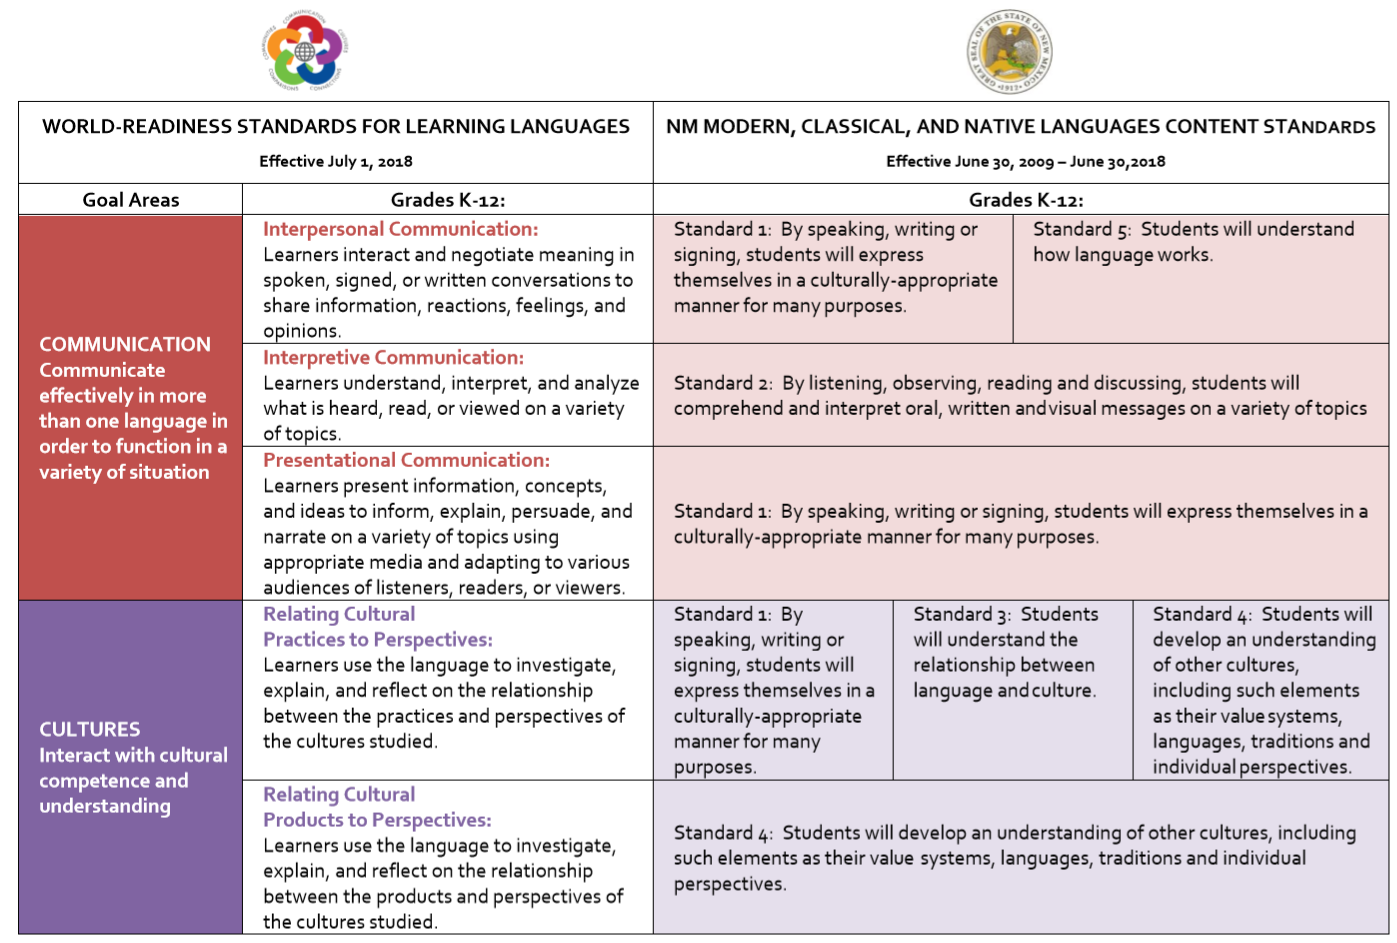 COMMUNICATION
CULTURES
CONNECTIONS
COMPARISONS
COMMUNITIES
GREAT SEAL OF THE STATE OF NEW MEXICO
•1912•
WORLD-READINESS STANDARDS FOR LEARNING LANGUAGES
Effective July 1, 2018
NM MODERN, CLASSICAL, AND NATIVE LANGUAGES CONTENT STANDARDS
Effective June 30, 2009 – June 30,2018
Goal Areas
Grades K-12:
Grades K-12:
COMMUNICATION
Communicate
effectively in more
than one language in
order to function in a
variety of situation
Interpersonal Communication:
Learners interact and negotiate meaning in
spoken, signed, or written conversations to
share information, reactions, feelings, and
opinions.
Standard 1:  By speaking, writing or
signing, students will express
themselves in a culturally-appropriate
manner for many purposes.
Standard 5:  Students will understand
how language works.
Interpretive Communication:
Learners understand, interpret, and analyze
what is heard, read, or viewed on a variety
of topics.
Standard 2:  By listening, observing, reading and discussing, students will
comprehend and interpret oral, written and visual messages on a variety of topics
Presentational Communication:
Learners present information, concepts,
and ideas to inform, explain, persuade, and
narrate on a variety of topics using
appropriate media and adapting to various
audiences of listeners, readers, or viewers.
Standard 1:  By speaking, writing or signing, students will express themselves in a
culturally-appropriate manner for many purposes.
CULTURES
Interact with cultural
competence and
understanding
Relating Cultural
Practices to Perspectives:
Learners use the language to investigate,
explain, and reflect on the relationship
between the practices and perspectives of
the cultures studied.
Standard 1:  By
speaking, writing or
signing, students will
express themselves in a
culturally-appropriate
manner for many
purposes.
Standard 3:  Students
will understand the
relationship between
language and culture.
Standard 4:  Students will
develop an understanding
of other cultures,
including such elements
as their value systems,
languages, traditions and
individual perspectives.
Relating Cultural
Products to Perspectives:
Learners use the language to investigate,
explain, and reflect on the relationship
between the products and perspectives of
the cultures studied.
Standard 4:  Students will develop an understanding of other cultures, including
such elements as their value systems, languages, traditions and individual
perspectives.